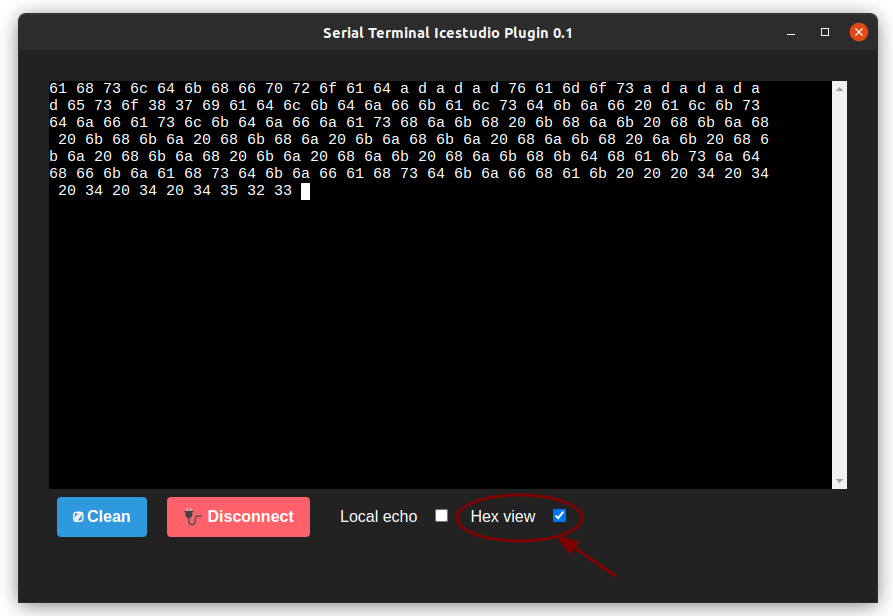 Serial Terminal Icestudio Plugin 0.1
61 68 73 6c 64 6b 68 66 70 72 6f 61 64 a d a d a d 76 61 6d 6f 73 a d a d a d a
d 65 73 6f 38 37 69 61 64 6c 6b 64 6a 66 6b 61 6c 73 64 6b 6a 66 20 61 6c 6b 73
64 6a 66 61 73 6c 6b 64 6a 66 6a 61 73 68 6a 6b 68 20 6b 68 6a 6b 20 68 6b 6a 68
20 6b 68 6b 6a 20 68 6b 68 6a 20 6b 6a 68 6b 6a 20 68 6a 6b 68 20 6a 6b 20 68 6
b 6a 20 68 6b 6a 68 20 6b 6a 20 68 6a 6b 20 68 6a 6b 68 6b 64 68 61 6b 73 6a 64
68 66 6b 6a 61 68 73 64 6b 6a 66 61 68 73 64 6b 6a 66 68 61 6b 20 20 20 34 20 34
20 34 20 34 20 34 35 32 33
Clean Disconnect Local echo Hex view